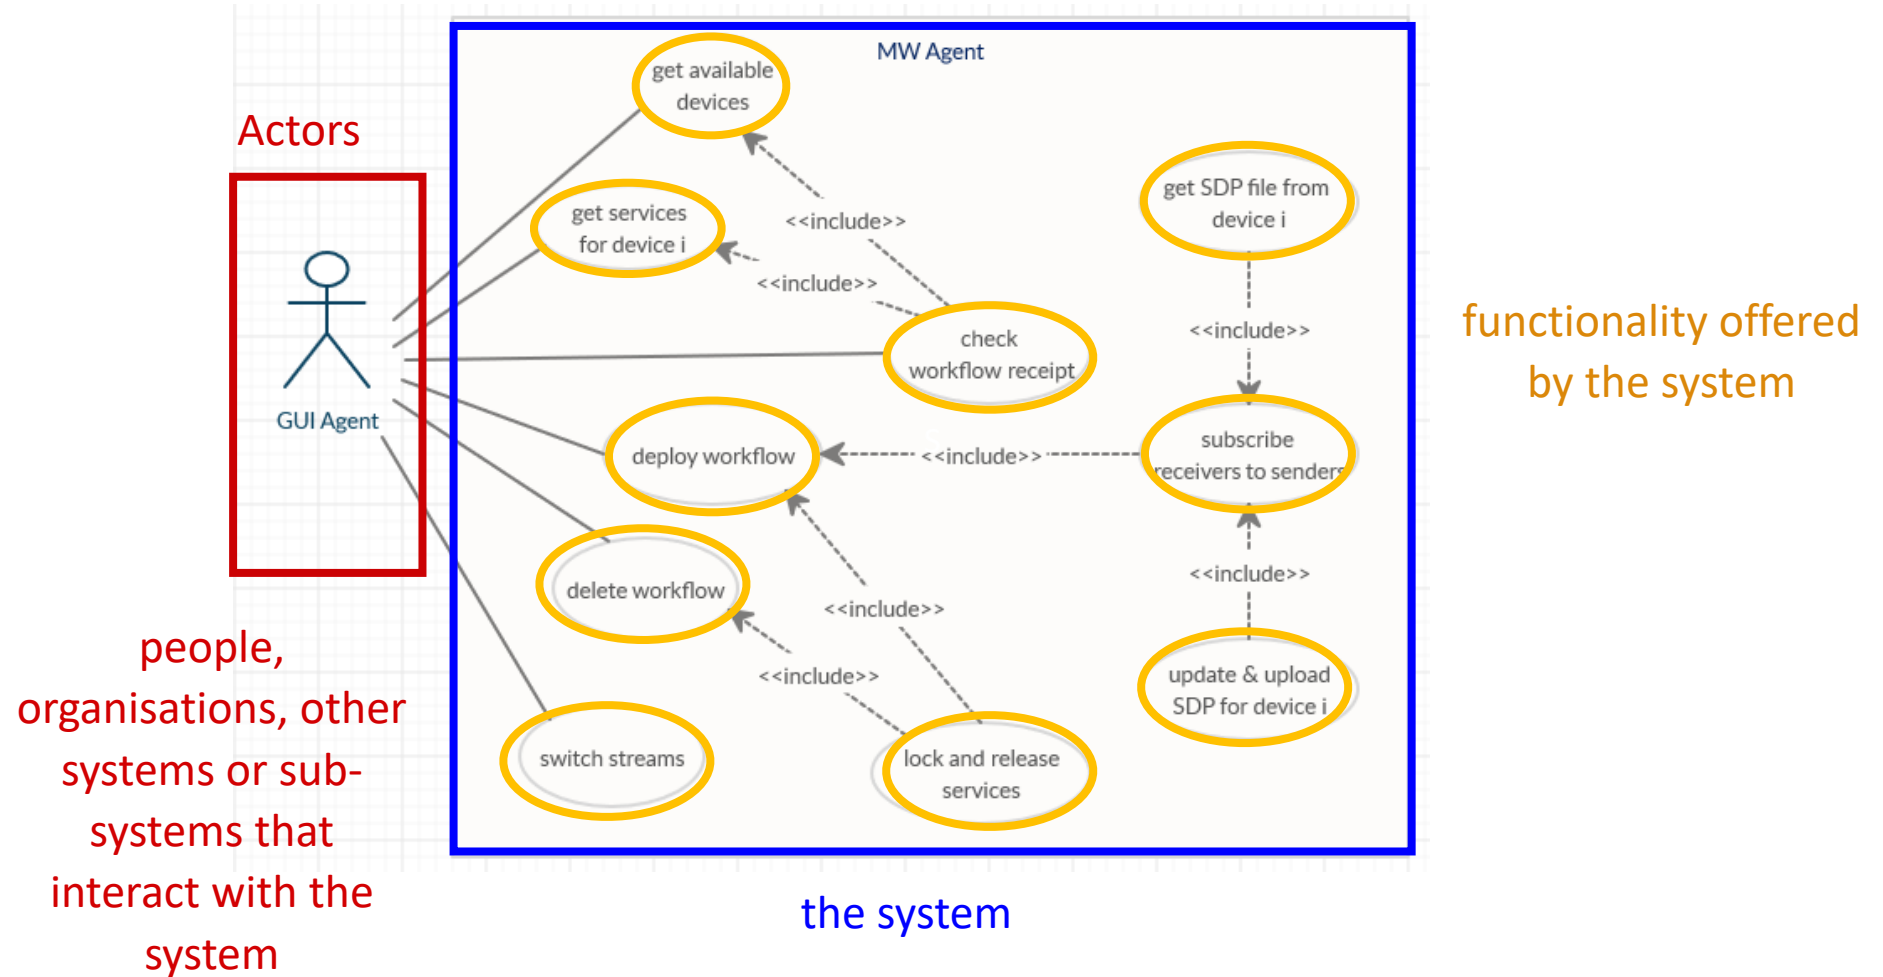 MW Agent
get available
devices
Actors
get SDP file from
device i
get services
for device i
<<include>>
<<include>>
<<include>>
functionality offered
by the system
check
workflow receipt
GUI Agent
subscribe
receivers to senders
deploy workflow
<<include>>
<<include>>
delete workflow
<<include>>
<<include>>
people,
organisations, other
systems or sub-
systems that
interact with the
system
update & upload
SDP for device i
switch streams
lock and release
services
the system